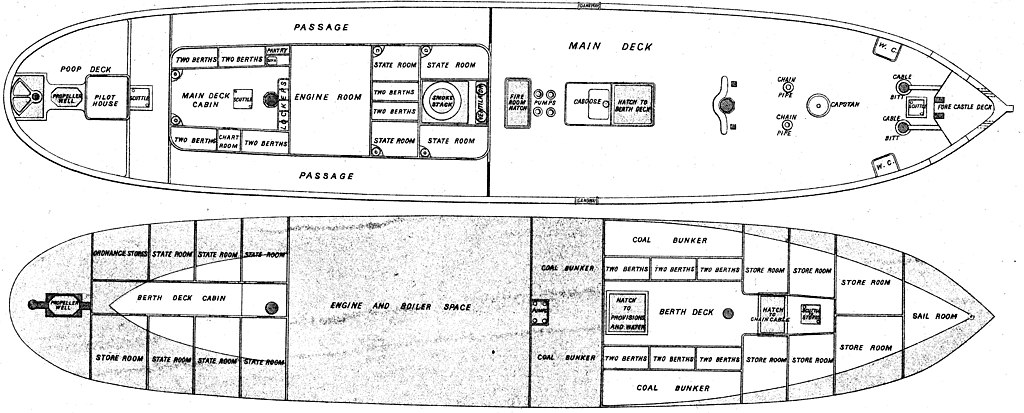 GANGWAY
PASSAGE
MAIN DECK
W. C.
POOP DECK
PANTRY
TWO BERTHS
TWO BERTHS
STATE ROOM
STATE ROOM
PROPELLER
WELL
PILOT
HOUSE
SCUTTLE
MAIN DECK
CABIN
SCUTTLE
LOCKERS
ENGINE ROOM
TWO
BERTHS
TWO
BERTHS
SMOKE
STACK
VENTILATOR
FIRE
ROOM
HATCH
PUMPS
CABOOSE
HATCH TO
BERTH DECK
CHAIN
PIPE
CHAIN
PIPE
CAPSTAN
CABLE
BITT
SCUTTLE
FORE CASTLE DECK
CABLE
BITT
TWO BERTHS
CHART
ROOM
TWO BERTHS
STATE ROOM
STATE ROOM
PASSAGE
W. C.
GANGWAY
ORDNANCE STORES
STATE ROOM
STATE ROOM
STATE ROOM
PROPELLER
WELL
BERTH DECK CABIN
STORE ROOM
STATE ROOM
STATE ROOM
STATE ROOM
ENGINE AND BOILER SPACE
COAL BUNKER
PUMPS
COAL BUNKER
COAL BUNKER
TWO BERTHS
TWO BERTHS
TWO BERTHS
HATCH
TO
PROVISIONS
AND WATER
BERTH DECK
HATCH
TO
CHAIN CABLE
SCUTTLE
TO
STORES
TWO BERTHS
TWO BERTHS
TWO BERTHS
COAL BUNKER
STORE ROOM
STORE ROOM
STORE ROOM
STORE ROOM
STORE ROOM
STORE ROOM
SAIL ROOM